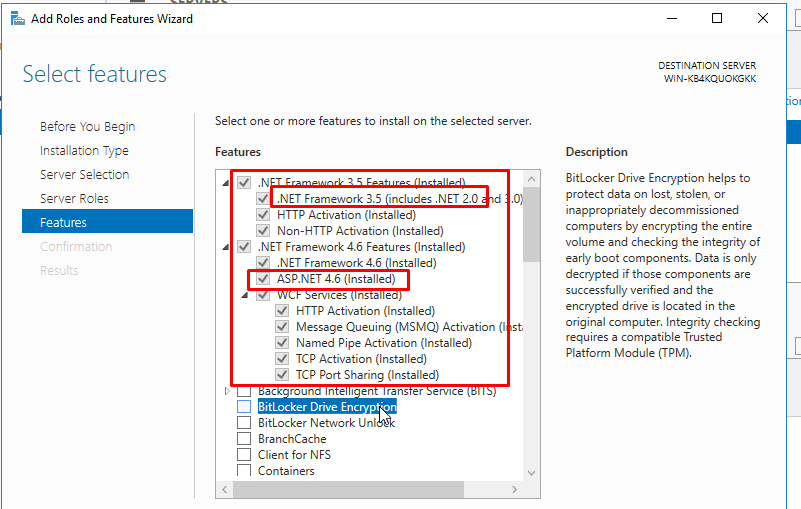 SERVERS
Add Roles and Features Wizard
Select features
DESTINATION SERVER
WIN-KB4KQUOKGKK
Before You Begin
Installation Type
Server Selection
Server Roles
Features
Confirmation
Results
Select one or more features to install on the selected server.
Features
.NET Framework 3.5 Features (Installed)
.NET Framework 3.5 (includes .NET 2.0 and 3.0)
HTTP Activation (Installed)
Non-HTTP Activation (Installed)
.NET Framework 4.6 Features (Installed)
.NET Framework 4.6 (Installed)
ASP.NET 4.6 (Installed)
WCF Services (Installed)
HTTP Activation (Installed)
Message Queuing (MSMQ) Activation (Insta
Named Pipe Activation (Installed)
TCP Activation (Installed)
TCP Port Sharing (Installed)
Background Intelligent Transfer Service (BITS)
BitLocker Drive Encryption
BitLocker Network Unlock
BranchCache
Client for NFS
Containers
Description
BitLocker Drive Encryption helps to
protect data on lost, stolen, or
inappropriately decommissioned
computers by encrypting the entire
volume and checking the integrity of
early boot components. Data is only
decrypted if those components are
successfully verified and the
encrypted drive is located in the
original computer. Integrity checking
requires a compatible Trusted
Platform Module (TPM).